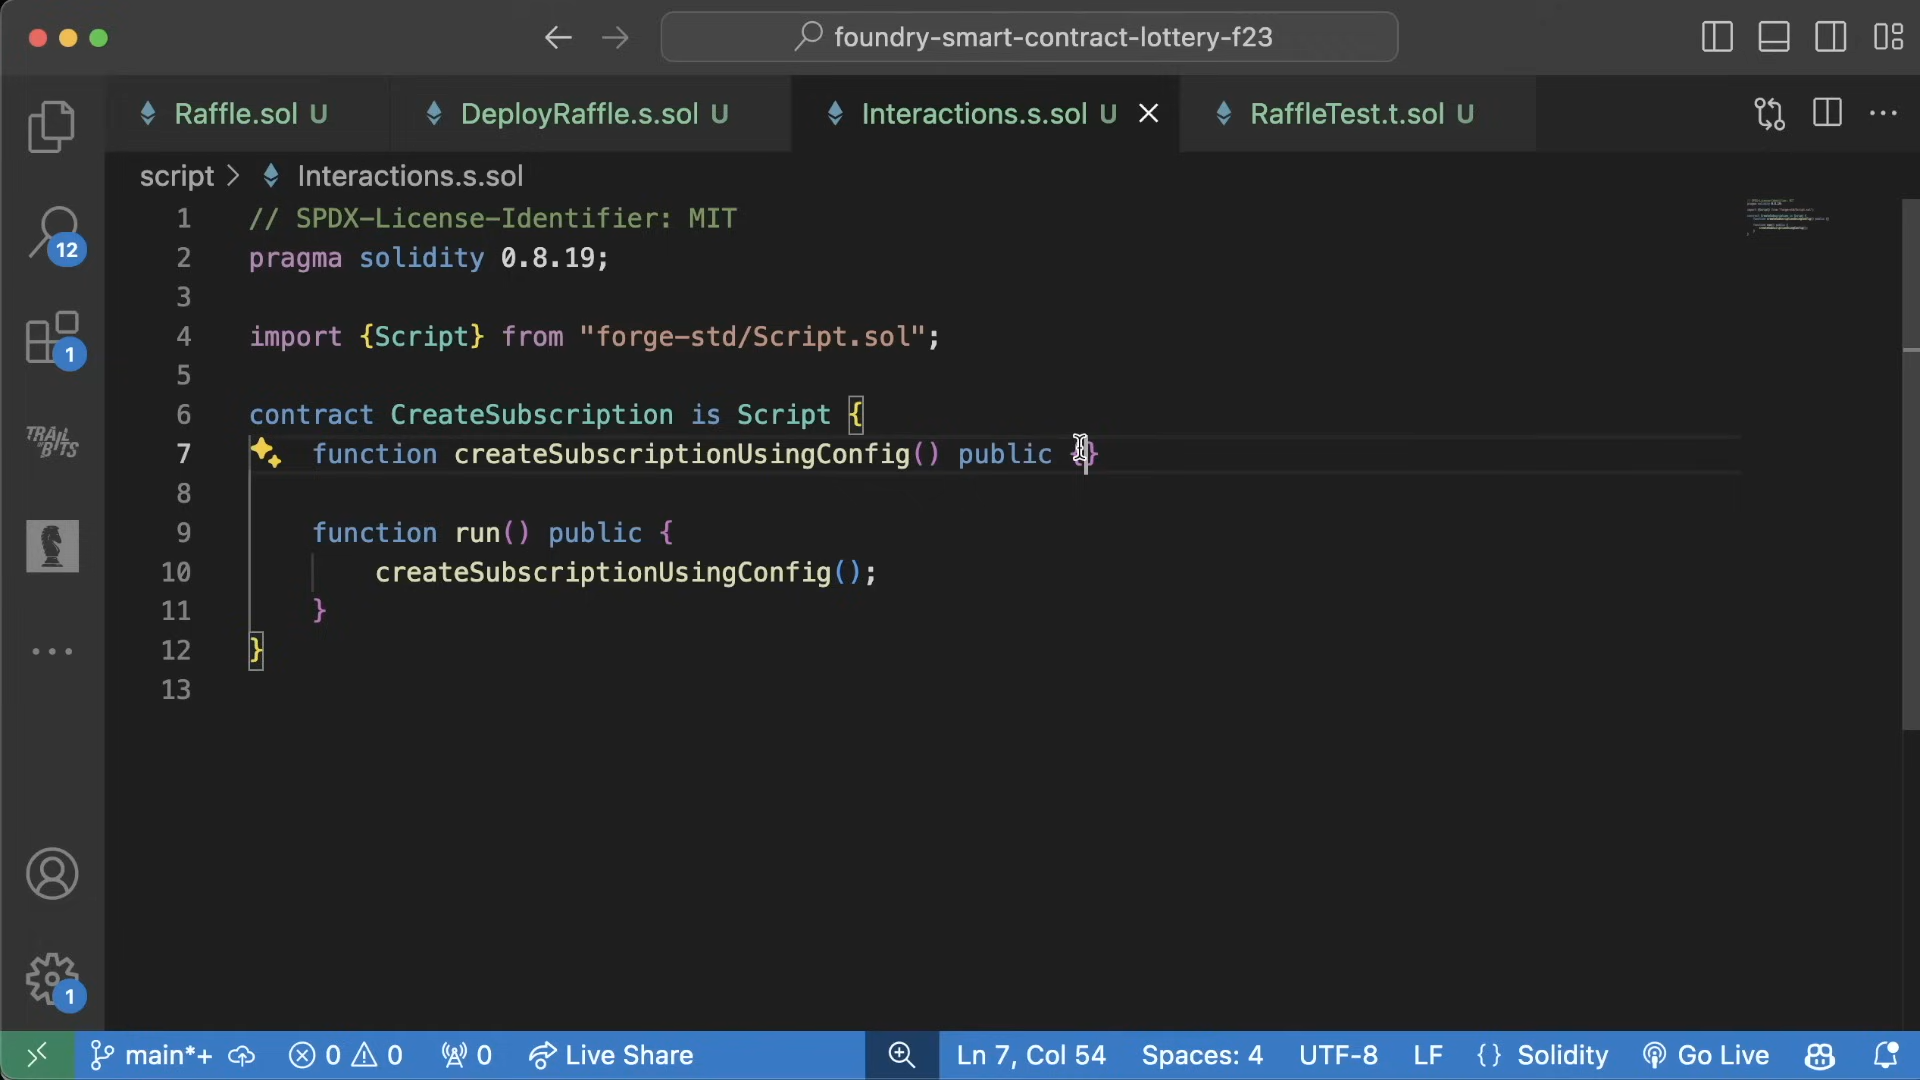 foundry-smart-contract-lottery-f23
Raffle.sol U
DeployRaffle.s.sol U
Interactions.s.sol U
RaffleTest.t.sol U
script > Interactions.s.sol
1 // SPDX-License-Identifier: MIT
2 pragma solidity 0.8.19;
3
4 import {Script} from "forge-std/Script.sol";
5
6 contract CreateSubscription is Script {
7 function createSubscriptionUsingConfig() public {}
8
9 function run() public {
10 createSubscriptionUsingConfig();
11 }
12 }
13
12
1
TRAIL OF BITS
1
main*+ 0 0 0 Live Share Ln 7, Col 54 Spaces: 4 UTF-8 LF {} Solidity Go Live